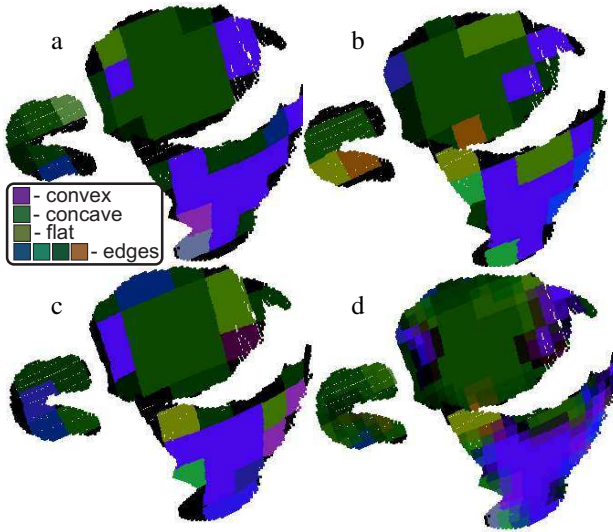 a
b
- convex
- concave
- flat
- edges
c
d